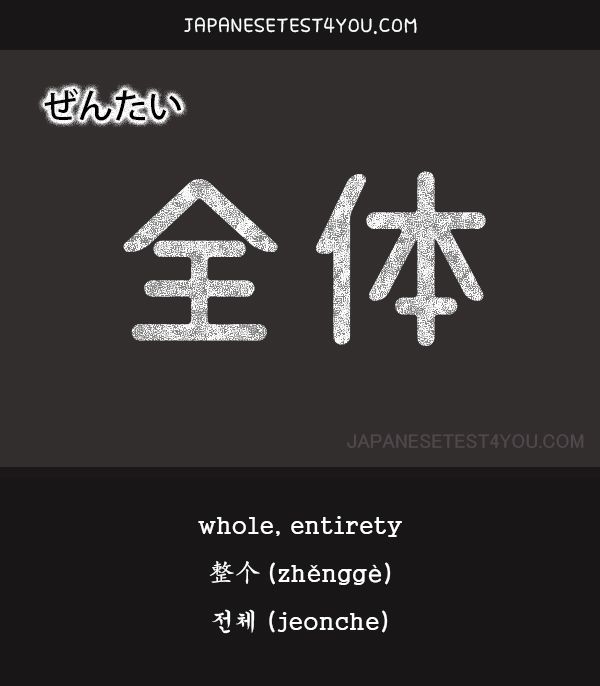 JAPANESETEST4YOU.COM
ぜんたい
全体
JAPANESETEST4YOU.COM
whole, entirety
整个 (zhěnggè)
전체 (jeonche)